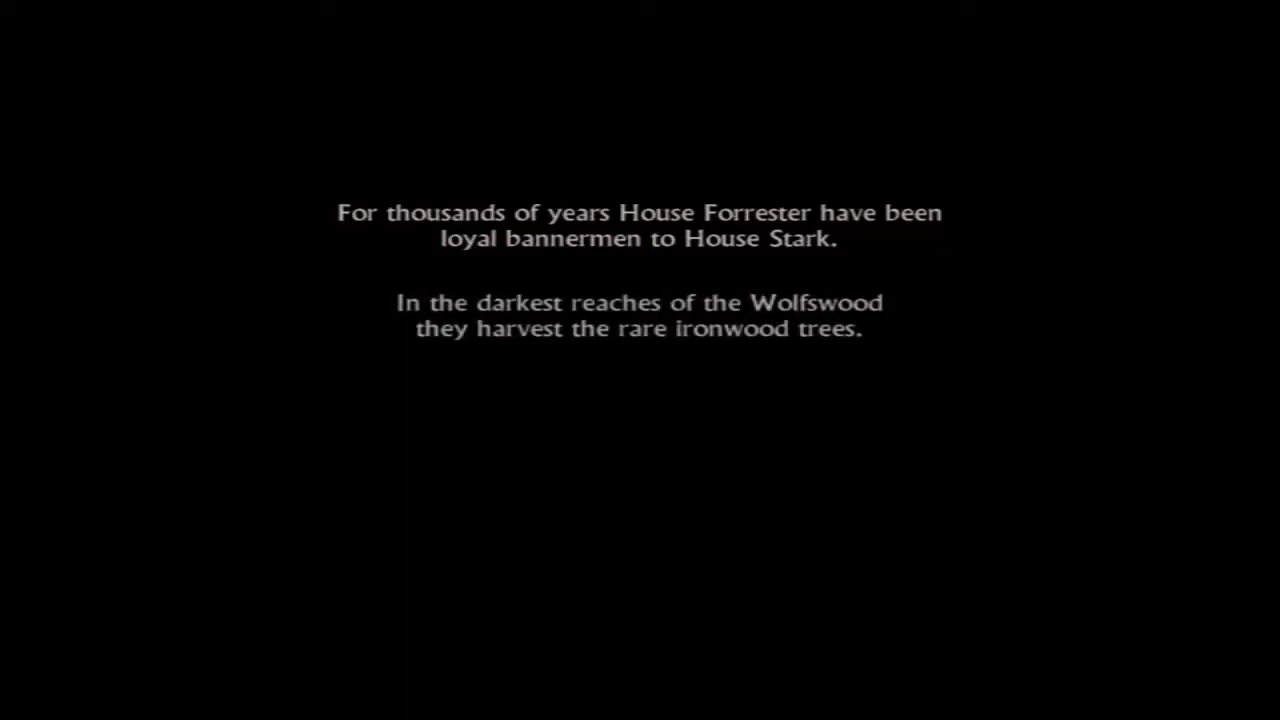 For thousands of years House Forrester have been
loyal bannermen to House Stark.
In the darkest reaches of the Wolfswood
they harvest the rare ironwood trees.